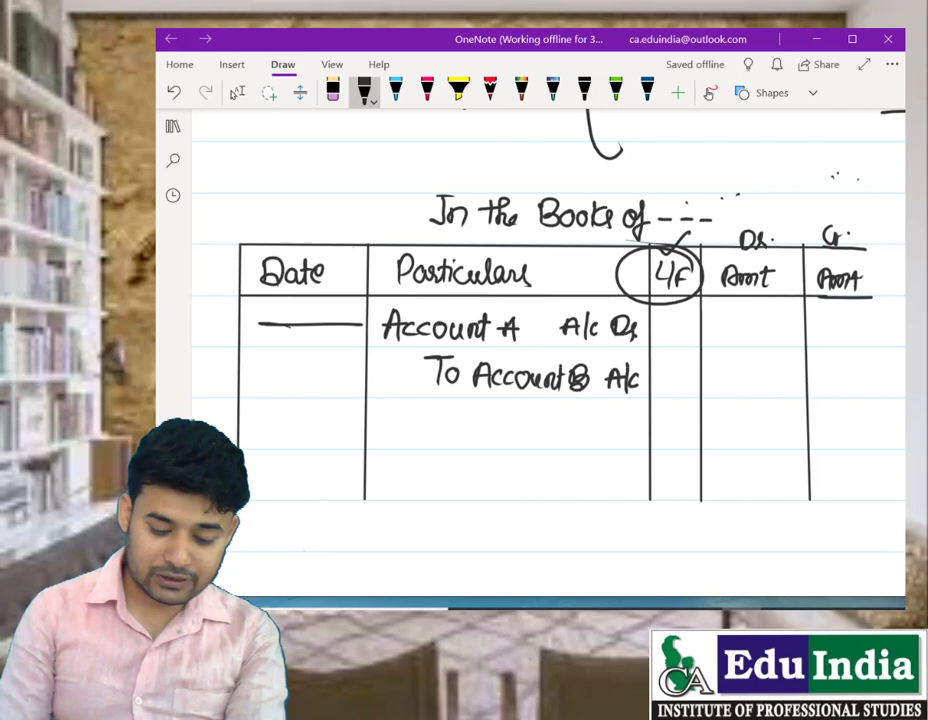 OneNote (Working offline for 3... ca.eduindia@outlook.com
Home Insert Draw View Help Saved offline Share
Shapes
In the Books of ---
Dr. Cr.
Date Particulars L/F Amt Amt
Account A A/c Dr
To Account B A/c
CA Edu India
INSTITUTE OF PROFESSIONAL STUDIES